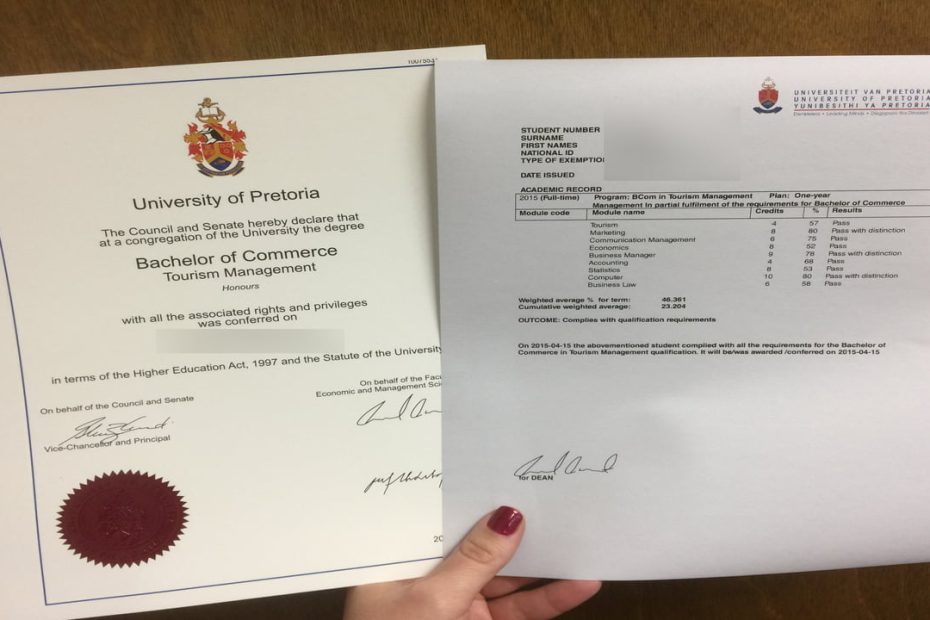 University of Pretoria
The Council and Senate hereby declare that
at a congregation of the University the degree
Bachelor of Commerce
Tourism Management
Honours
with all the associated rights and privileges
was conferred on
in terms of the Higher Education Act, 1997 and the Statute of the University
On behalf of the Council and Senate
Vice-Chancellor and Principal
On behalf of the Facu
Economic and Management Sci
20
UNIVERSITEIT VAN PRETORIA
UNIVERSITY OF PRETORIA
YUNIBESITHI YA PRETORIA
Leading Minds
STUDENT NUMBER
SURNAME
FIRST NAMES
NATIONAL ID
TYPE OF EXEMPTIO
DATE ISSUED
ACADEMIC RECORD
2015 (Full-time) Program: BCom in Tourism Management Plan: One-year
Management In partial fulfilment of the requirements for Bachelor of Commerce
Module code Module name Credits % Results
Tourism 4 57 Pass
Marketing 8 80 Pass with distinction
Communication Management 6 75 Pass
Economics 8 52 Pass
Business Manager 9 78 Pass with distinction
Accounting 4 68 Pass
Statistics 8 53 Pass
Computer 10 80 Pass with distinction
Business Law 6 58 Pass
Weighted average % for term: 46.361
Cumulative weighted average: 23.204
OUTCOME: Complies with qualification requirements
On 2015-04-15 the abovementioned student complied with all the requirements for the Bachelor of
Commerce in Tourism Management qualification. It will be/was awarded /conferred on 2015-04-15
for DEAN